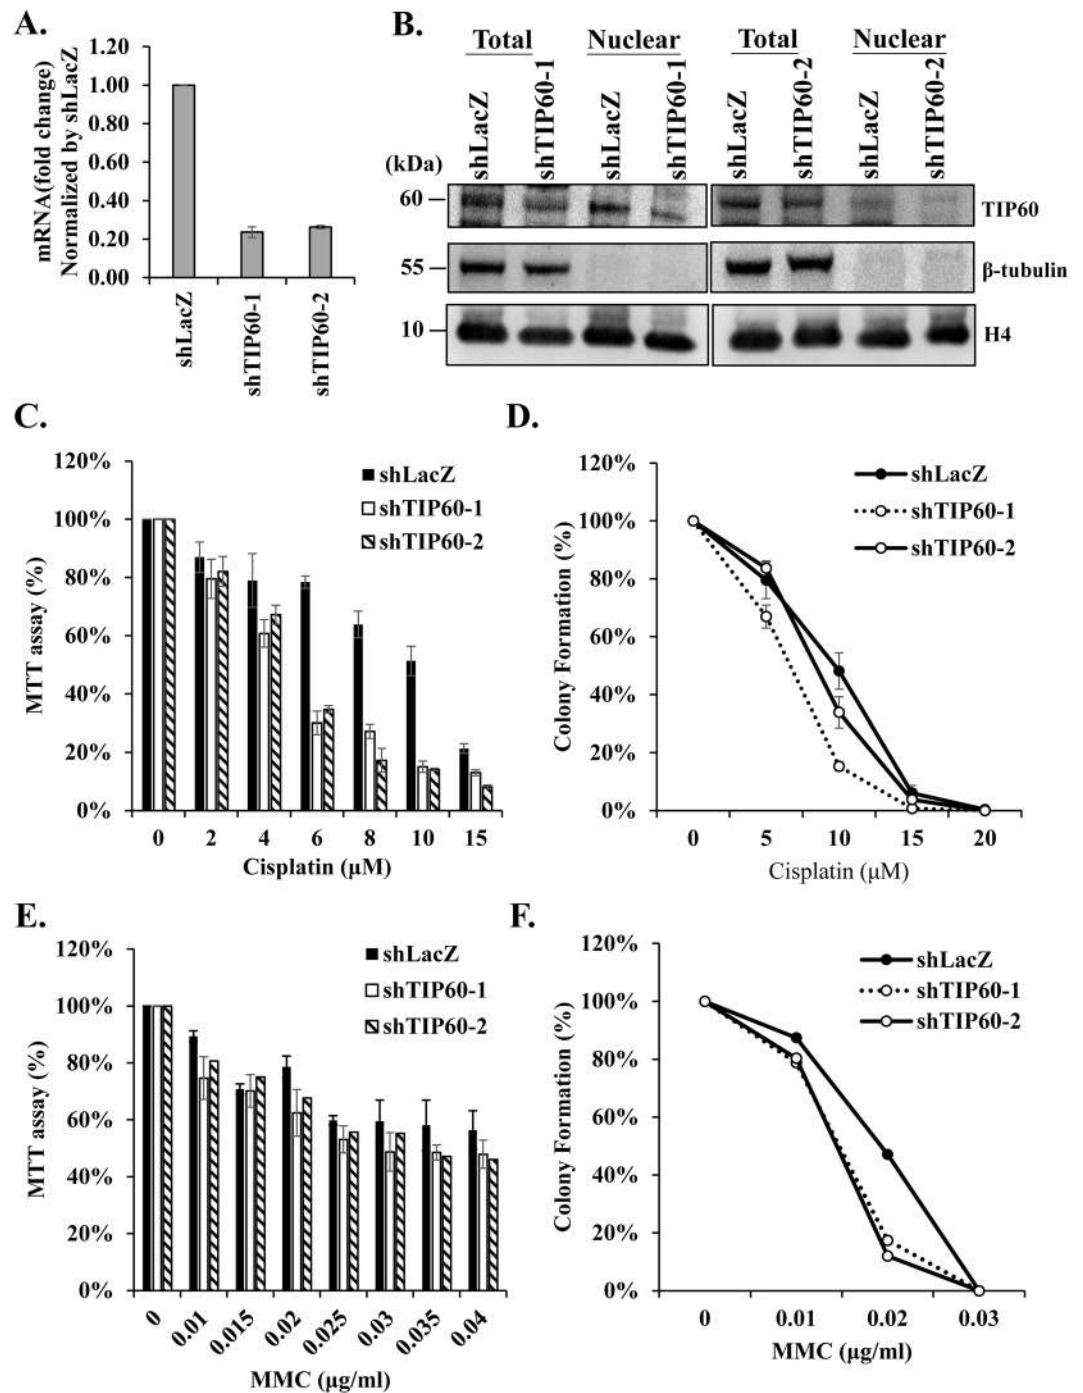 A.
mRNA(fold change)
Normalized by shLacZ
1.20
1.00
0.80
0.60
0.40
0.20
0.00
shLacZ
shTIP60-1
shTIP60-2
B.
Total Nuclear Total Nuclear
shLacZ shTIP60-1 shLacZ shTIP60-1 shLacZ shTIP60-2 shLacZ shTIP60-2
(kDa)
60 TIP60
55 β-tubulin
10 H4
C.
MTT assay (%)
120%
100%
80%
60%
40%
20%
0%
shLacZ
shTIP60-1
shTIP60-2
0 2 4 6 8 10 15
Cisplatin (μM)
D.
Colony Formation (%)
120%
100%
80%
60%
40%
20%
0%
shLacZ
shTIP60-1
shTIP60-2
0 5 10 15 20
Cisplatin (μM)
E.
MTT assay (%)
120%
100%
80%
60%
40%
20%
0%
shLacZ
shTIP60-1
shTIP60-2
0 0.01 0.015 0.02 0.025 0.03 0.035 0.04
MMC (μg/ml)
F.
Colony Formation (%)
120%
100%
80%
60%
40%
20%
0%
shLacZ
shTIP60-1
shTIP60-2
0 0.01 0.02 0.03
MMC (μg/ml)